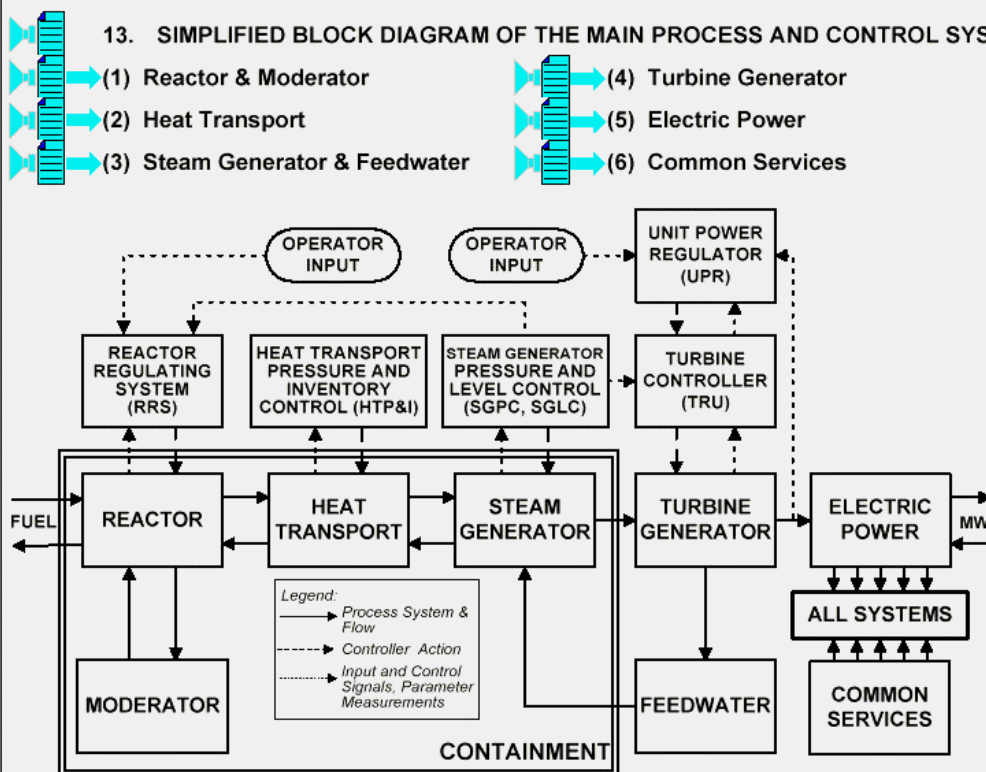 13. SIMPLIFIED BLOCK DIAGRAM OF THE MAIN PROCESS AND CONTROL SYS
(1) Reactor & Moderator
(4) Turbine Generator
(2) Heat Transport
(5) Electric Power
(3) Steam Generator & Feedwater
(6) Common Services
OPERATOR
INPUT
OPERATOR
INPUT
UNIT POWER
REGULATOR
(UPR)
REACTOR
REGULATING
SYSTEM
(RRS)
HEAT TRANSPORT
PRESSURE AND
INVENTORY
CONTROL (HTP&I)
STEAM GENERATOR
PRESSURE AND
LEVEL CONTROL
(SGPC, SGLC)
TURBINE
CONTROLLER
(TRU)
FUEL
REACTOR
HEAT
TRANSPORT
STEAM
GENERATOR
TURBINE
GENERATOR
ELECTRIC
POWER
MW
Legend:
Process System &
Flow
Controller Action
Input and Control
Signals, Parameter
Measurements
ALL SYSTEMS
MODERATOR
FEEDWATER
COMMON
SERVICES
CONTAINMENT